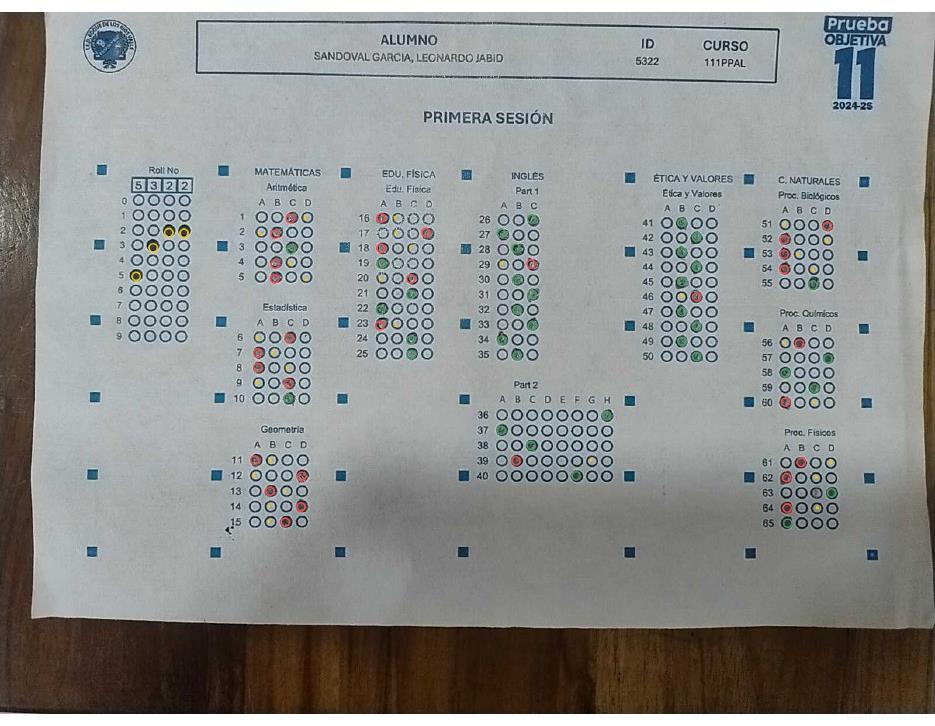 ALUMNO
SANDOVAL GARCIA, LEONARDO JABID
ID
5322
CURSO
111PPAL
Prueba
OBJETIVA
11
2024-25
PRIMERA SESIÓN
Roll No
5 3 2 2
0
1
2
3
4
5
6
7
8
9
MATEMÁTICAS
Aritmética
A B C D
1
2
3
4
5
Estadística
A B C D
6
7
8
9
10
Geometría
A B C D
11
12
13
14
15
EDU. FÍSICA
Edu. Física
A B C D
16
17
18
19
20
21
22
23
24
25
INGLÉS
Part 1
A B C
26
27
28
29
30
31
32
33
34
35
Part 2
A B C D E F G H
36
37
38
39
40
ÉTICA Y VALORES
Ética y Valores
A B C D
41
42
43
44
45
46
47
48
49
50
C. NATURALES
Proc. Biológicos
A B C D
51
52
53
54
55
Proc. Químicos
A B C D
56
57
58
59
60
Proc. Físicos
A B C D
61
62
63
64
65